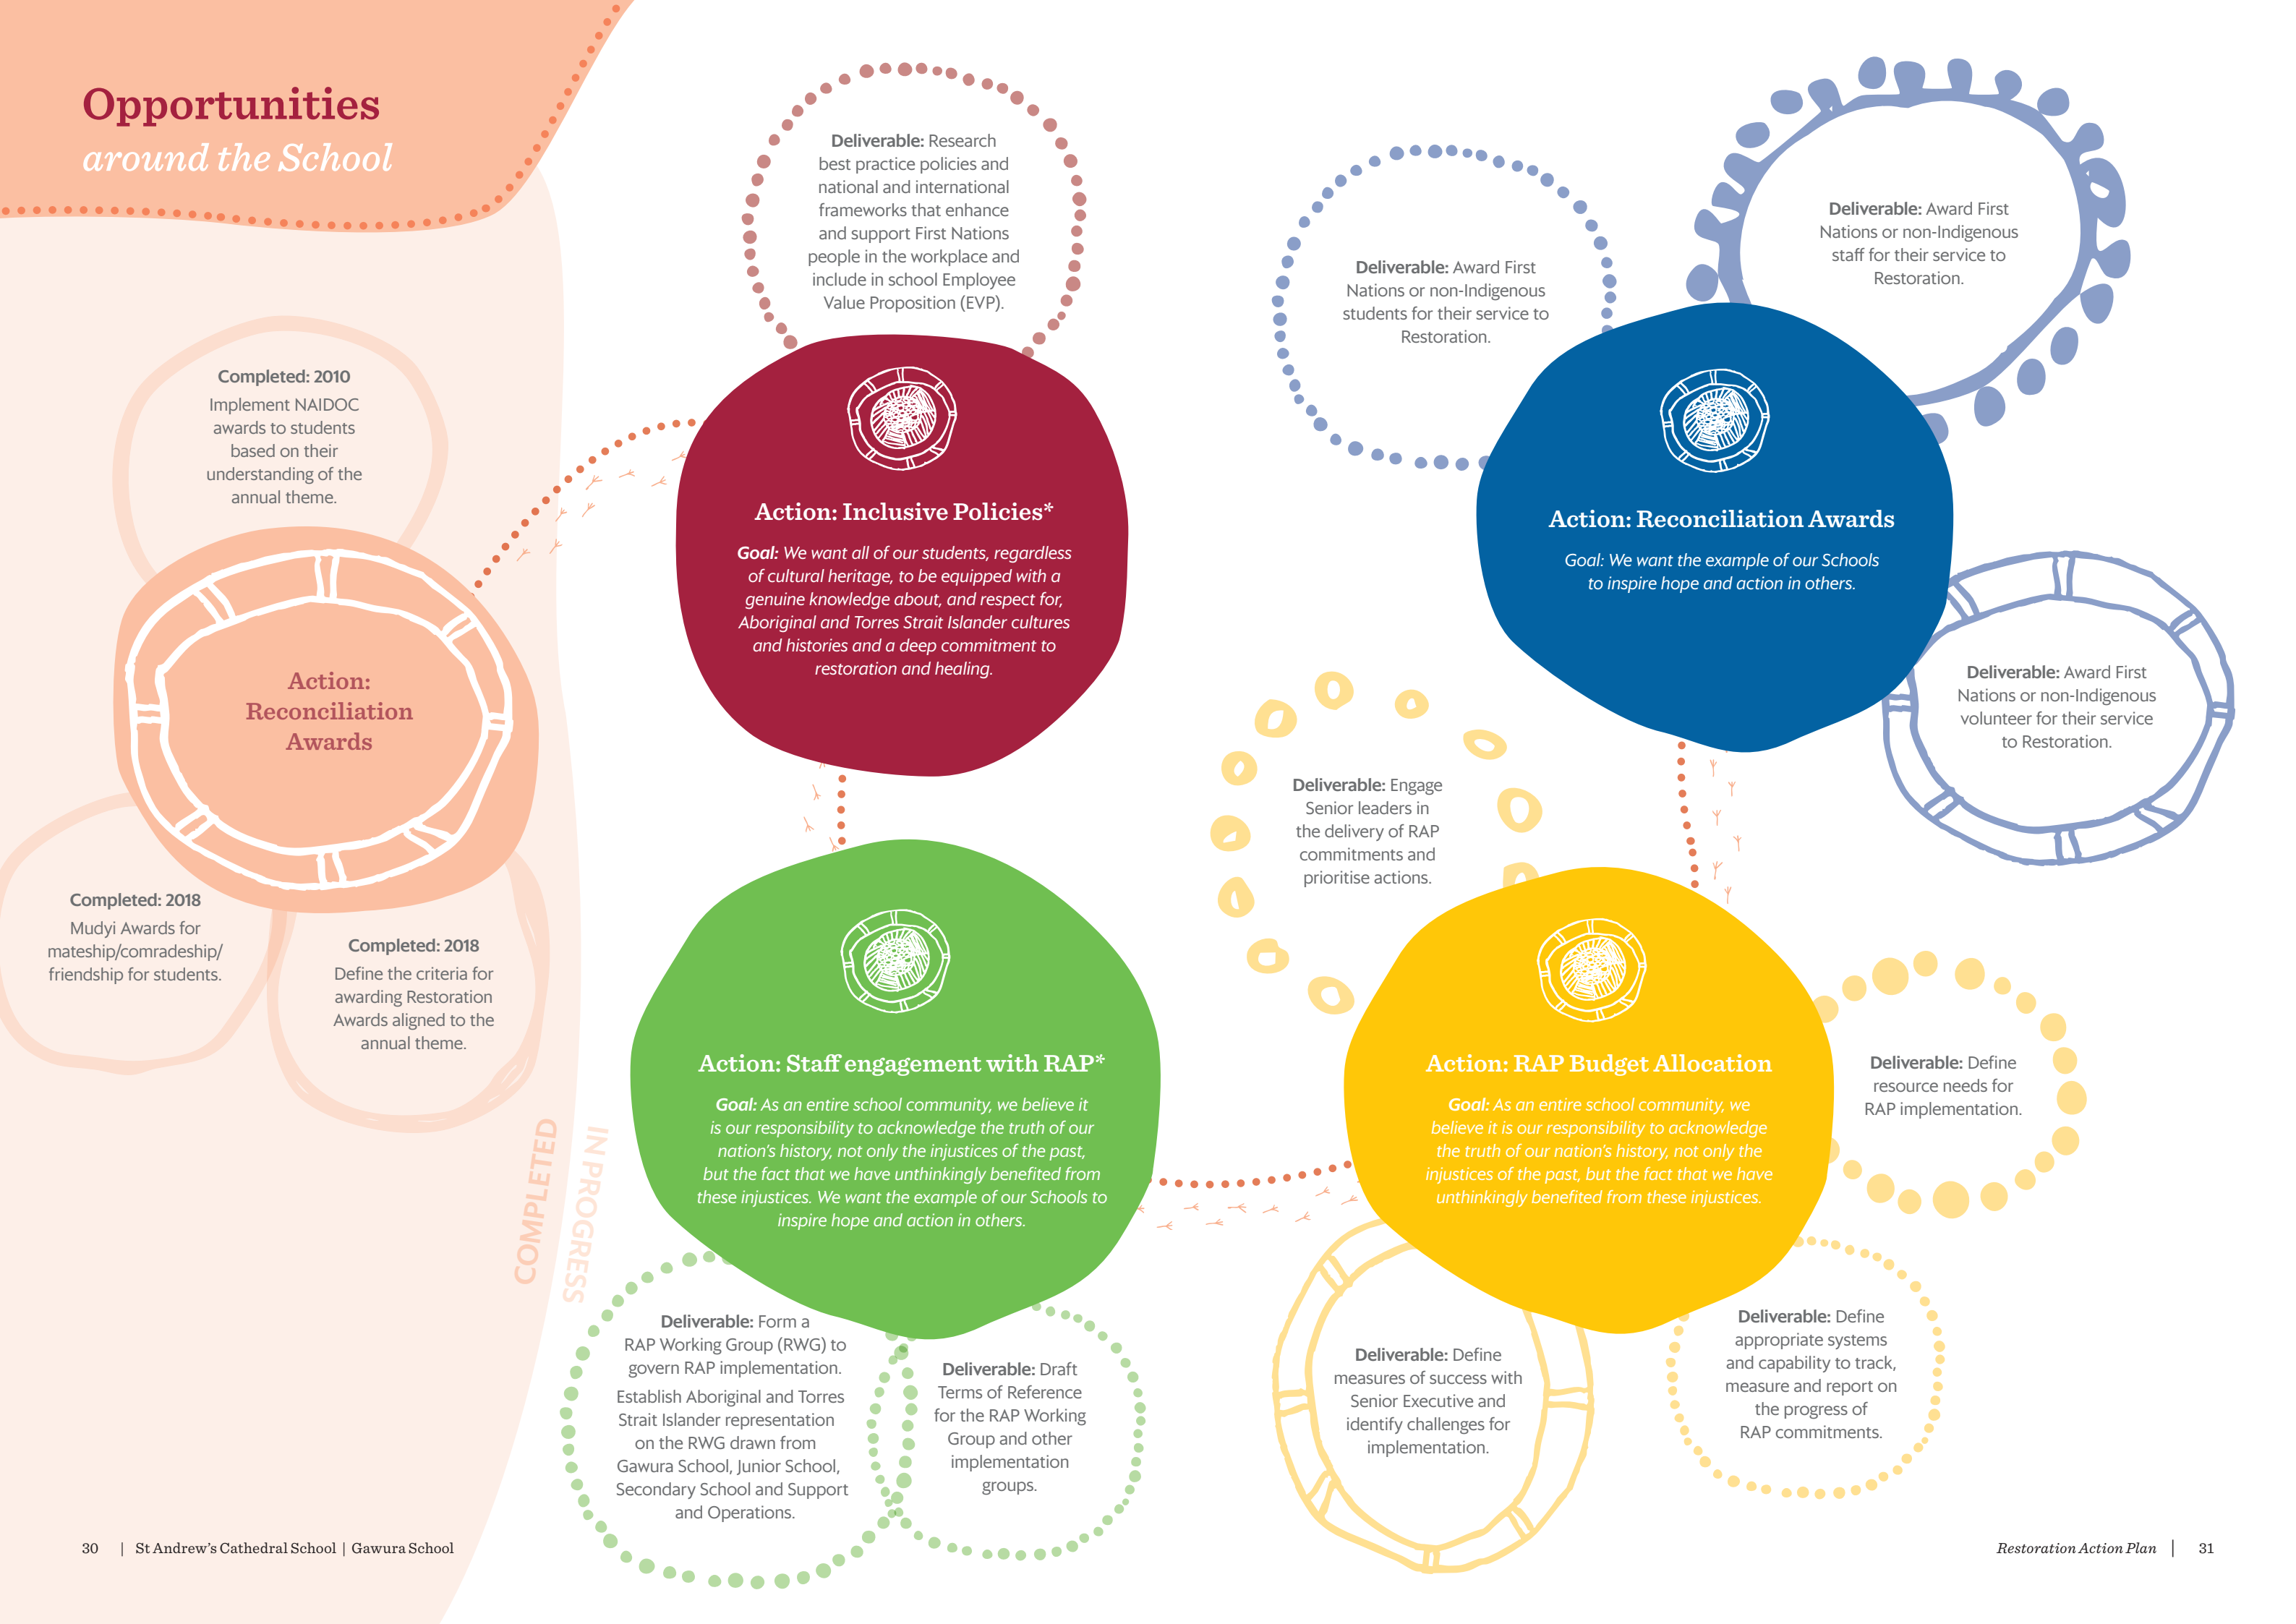 Opportunities
around the School
Completed: 2010
Implement NAIDOC
awards to students
based on their
understanding of the
annual theme.
Action:
Reconciliation
Awards
Completed: 2018
Mudyi Awards for
mateship/comradeship/
friendship for students.
Completed: 2018
Define the criteria for
awarding Restoration
Awards aligned to the
annual theme.
COMPLETED
IN PROGRESS
Deliverable: Research
best practice policies and
national and international
frameworks that enhance
and support First Nations
people in the workplace and
include in school Employee
Value Proposition (EVP).
Action: Inclusive Policies*
Goal: We want all of our students, regardless
of cultural heritage, to be equipped with a
genuine knowledge about, and respect for,
Aboriginal and Torres Strait Islander cultures
and histories and a deep commitment to
restoration and healing.
Action: Staff engagement with RAP*
Goal: As an entire school community, we believe it
is our responsibility to acknowledge the truth of our
nation's history, not only the injustices of the past,
but the fact that we have unthinkingly benefited from
these injustices. We want the example of our Schools to
inspire hope and action in others.
Deliverable: Form a
RAP Working Group (RWG) to
govern RAP implementation.
Establish Aboriginal and Torres
Strait Islander representation
on the RWG drawn from
Gawura School, Junior School,
Secondary School and Support
and Operations.
Deliverable: Draft
Terms of Reference
for the RAP Working
Group and other
implementation
groups.
Deliverable: Award First
Nations or non-Indigenous
students for their service to
Restoration.
Deliverable: Award First
Nations or non-Indigenous
staff for their service to
Restoration.
Action: Reconciliation Awards
Goal: We want the example of our Schools
to inspire hope and action in others.
Deliverable: Award First
Nations or non-Indigenous
volunteer for their service
to Restoration.
Deliverable: Engage
Senior leaders in
the delivery of RAP
commitments and
prioritise actions.
Action: RAP Budget Allocation
Goal: As an entire school community, we
believe it is our responsibility to acknowledge
the truth of our nation's history, not only the
injustices of the past, but the fact that we have
unthinkingly benefited from these injustices.
Deliverable: Define
resource needs for
RAP implementation.
Deliverable: Define
measures of success with
Senior Executive and
identify challenges for
implementation.
Deliverable: Define
appropriate systems
and capability to track,
measure and report on
the progress of
RAP commitments.
30 | St Andrew's Cathedral School | Gawura School
Restoration Action Plan | 31